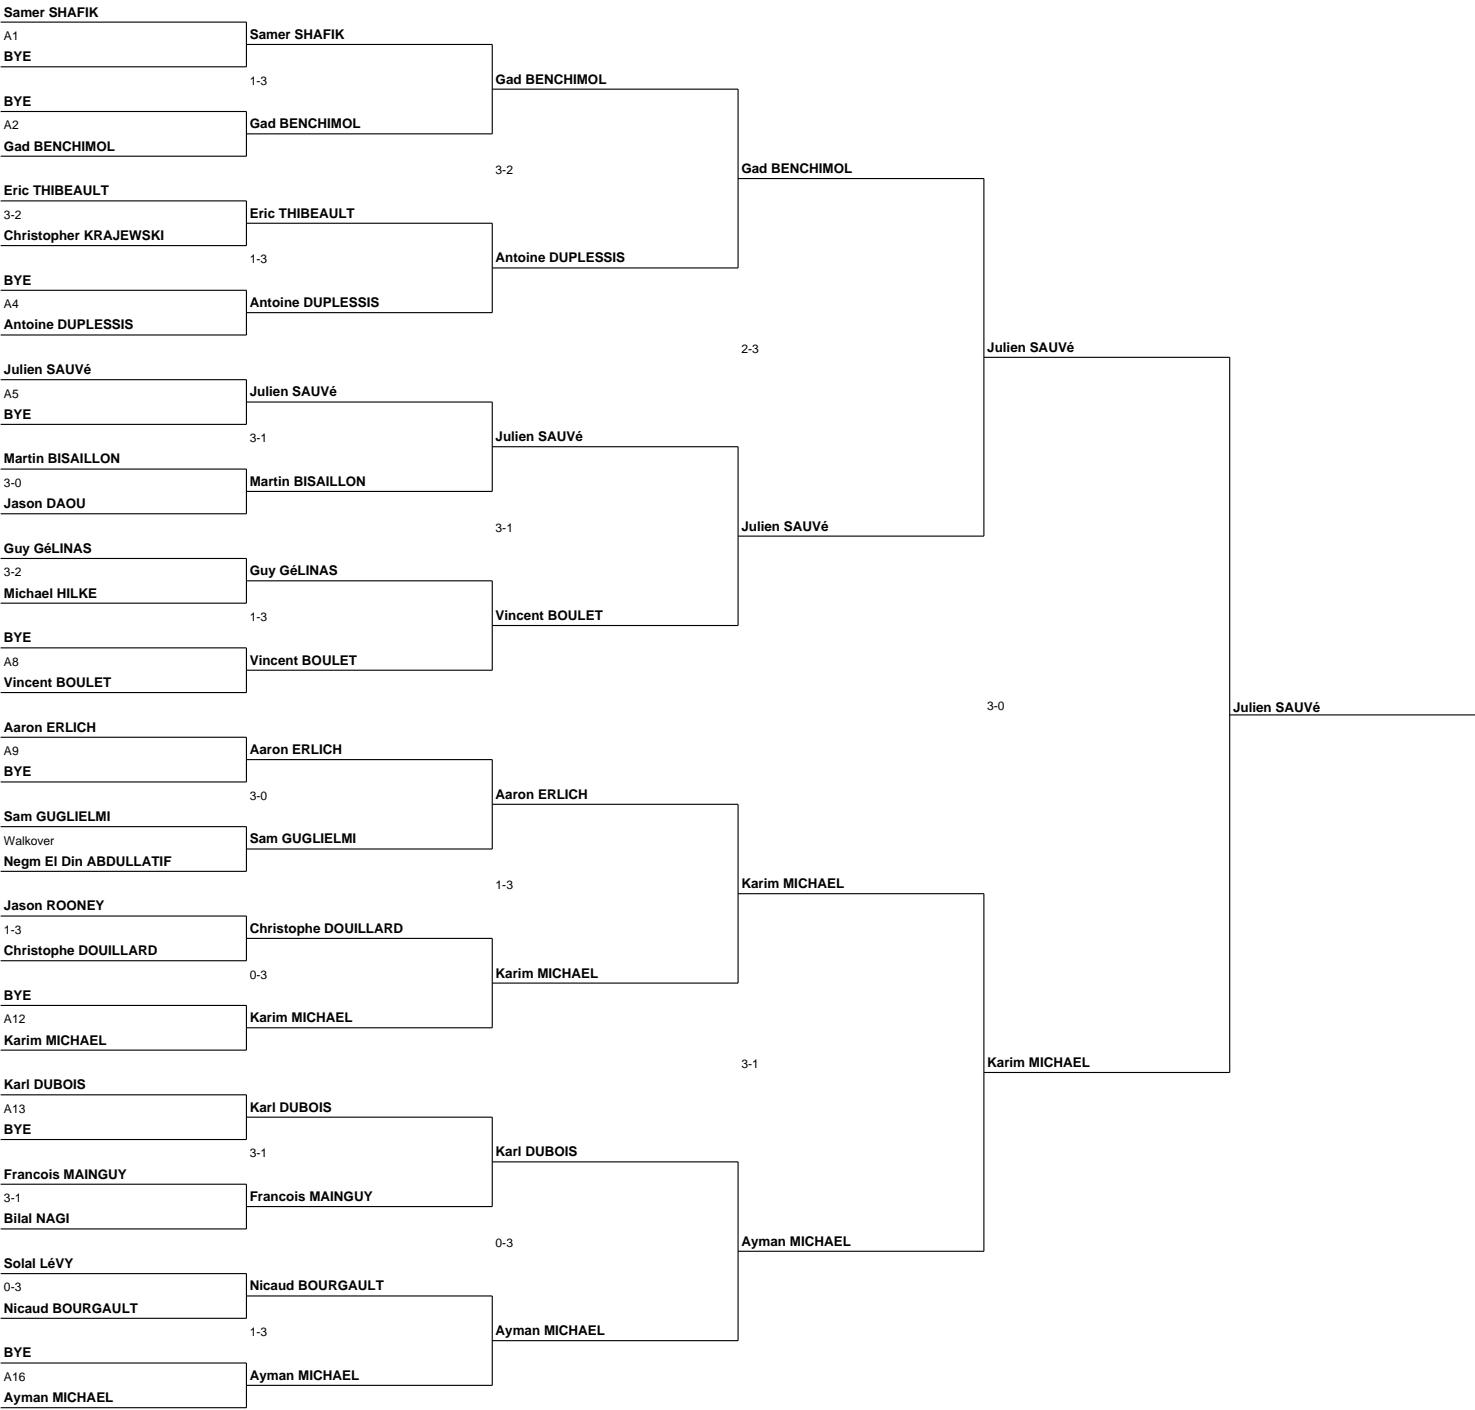 Samer SHAFIK
A1
Samer SHAFIK
BYE
1-3
Gad BENCHIMOL
BYE
A2
Gad BENCHIMOL
Gad BENCHIMOL
3-2
Gad BENCHIMOL
Eric THIBEAULT
3-2
Eric THIBEAULT
Christopher KRAJEWSKI
1-3
Antoine DUPLESSIS
BYE
A4
Antoine DUPLESSIS
Antoine DUPLESSIS
2-3
Julien SAUVé
Julien SAUVé
A5
Julien SAUVé
BYE
3-1
Julien SAUVé
Martin BISAILLON
3-0
Martin BISAILLON
Jason DAOU
3-1
Julien SAUVé
Guy GéLINAS
3-2
Guy GéLINAS
Michael HILKE
1-3
Vincent BOULET
BYE
A8
Vincent BOULET
Vincent BOULET
3-0
Julien SAUVé
Aaron ERLICH
A9
Aaron ERLICH
BYE
3-0
Aaron ERLICH
Sam GUGLIELMI
Walkover
Sam GUGLIELMI
Negm El Din ABDULLATIF
1-3
Karim MICHAEL
Jason ROONEY
1-3
Christophe DOUILLARD
Christophe DOUILLARD
0-3
Karim MICHAEL
BYE
A12
Karim MICHAEL
Karim MICHAEL
3-1
Karim MICHAEL
Karl DUBOIS
A13
Karl DUBOIS
BYE
3-1
Karl DUBOIS
Francois MAINGUY
3-1
Francois MAINGUY
Bilal NAGI
0-3
Ayman MICHAEL
Solal LéVY
0-3
Nicaud BOURGAULT
Nicaud BOURGAULT
1-3
Ayman MICHAEL
BYE
A16
Ayman MICHAEL
Ayman MICHAEL